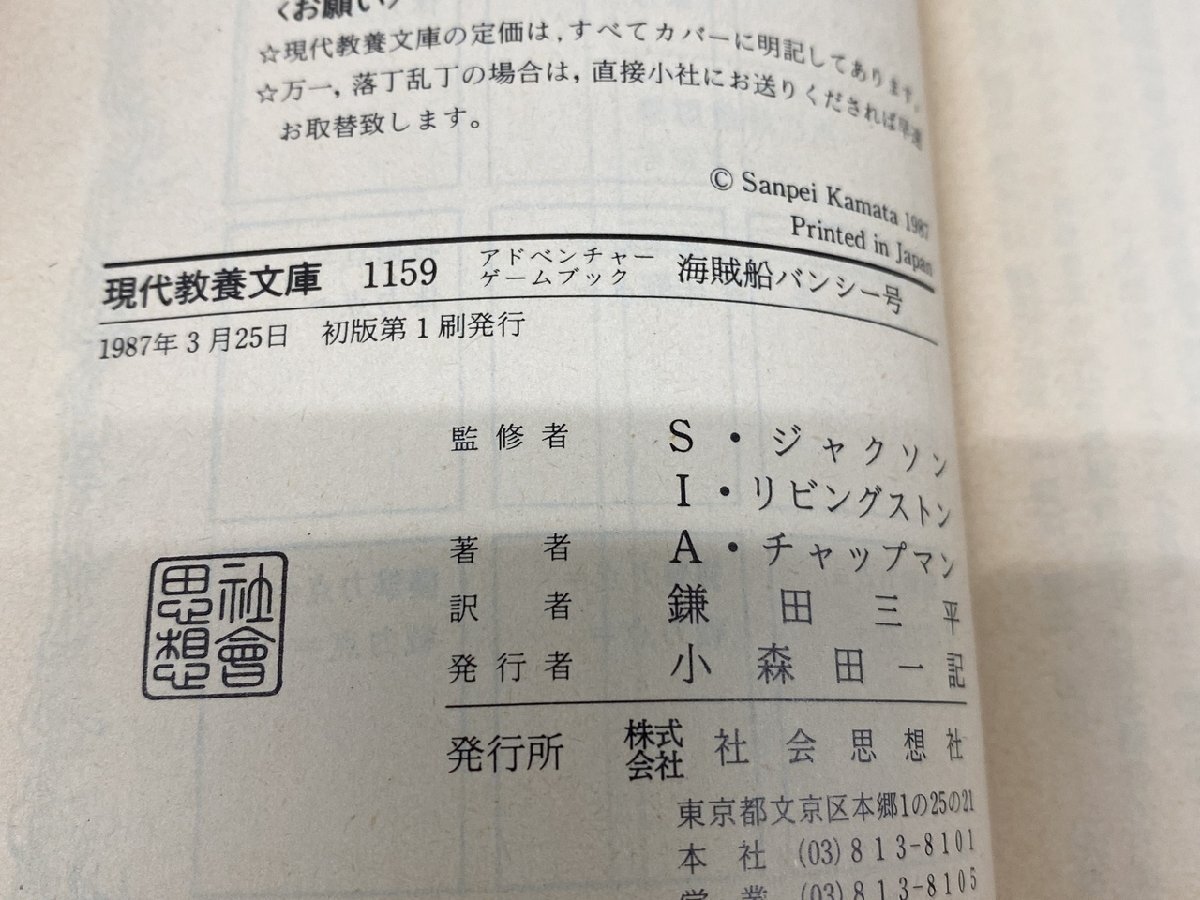 〈お願い〉
☆現代教養文庫の定価は，すべてカバーに明記してあります。
☆万一，落丁乱丁の場合は，直接小社にお送りくだされば早速
お取替致します。
© Sanpei Kamata 1987
Printed in Japan
現代教養文庫 1159 アドベンチャーゲームブック 海賊船バンシー号
1987年3月25日 初版第1刷発行
監修者 S・ジャクソン
I・リビングストン
著者 A・チャップマン
訳者 鎌田三平
発行者 小森田一記
社會思想
発行所 株式会社 社会思想社
東京都文京区本郷1の25の21
本社 (03)813-8101
営業 (03)813-8105